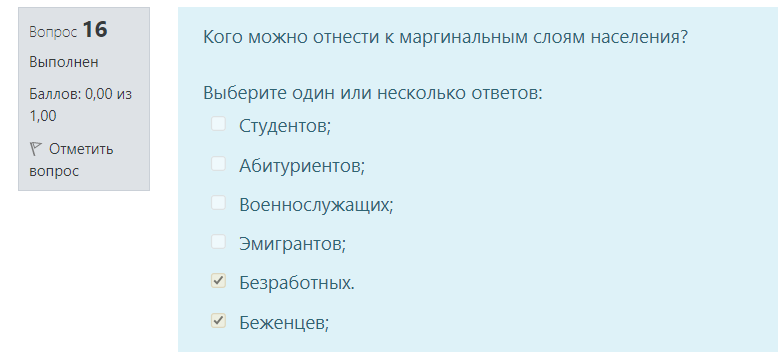 Вопрос 16
Выполнен
Баллов: 0,00 из
1,00
Отметить
вопрос
Кого можно отнести к маргинальным слоям населения?
Выберите один или несколько ответов:
Студентов;
Абитуриентов;
Военнослужащих;
Эмигрантов;
Безработных.
Беженцев;